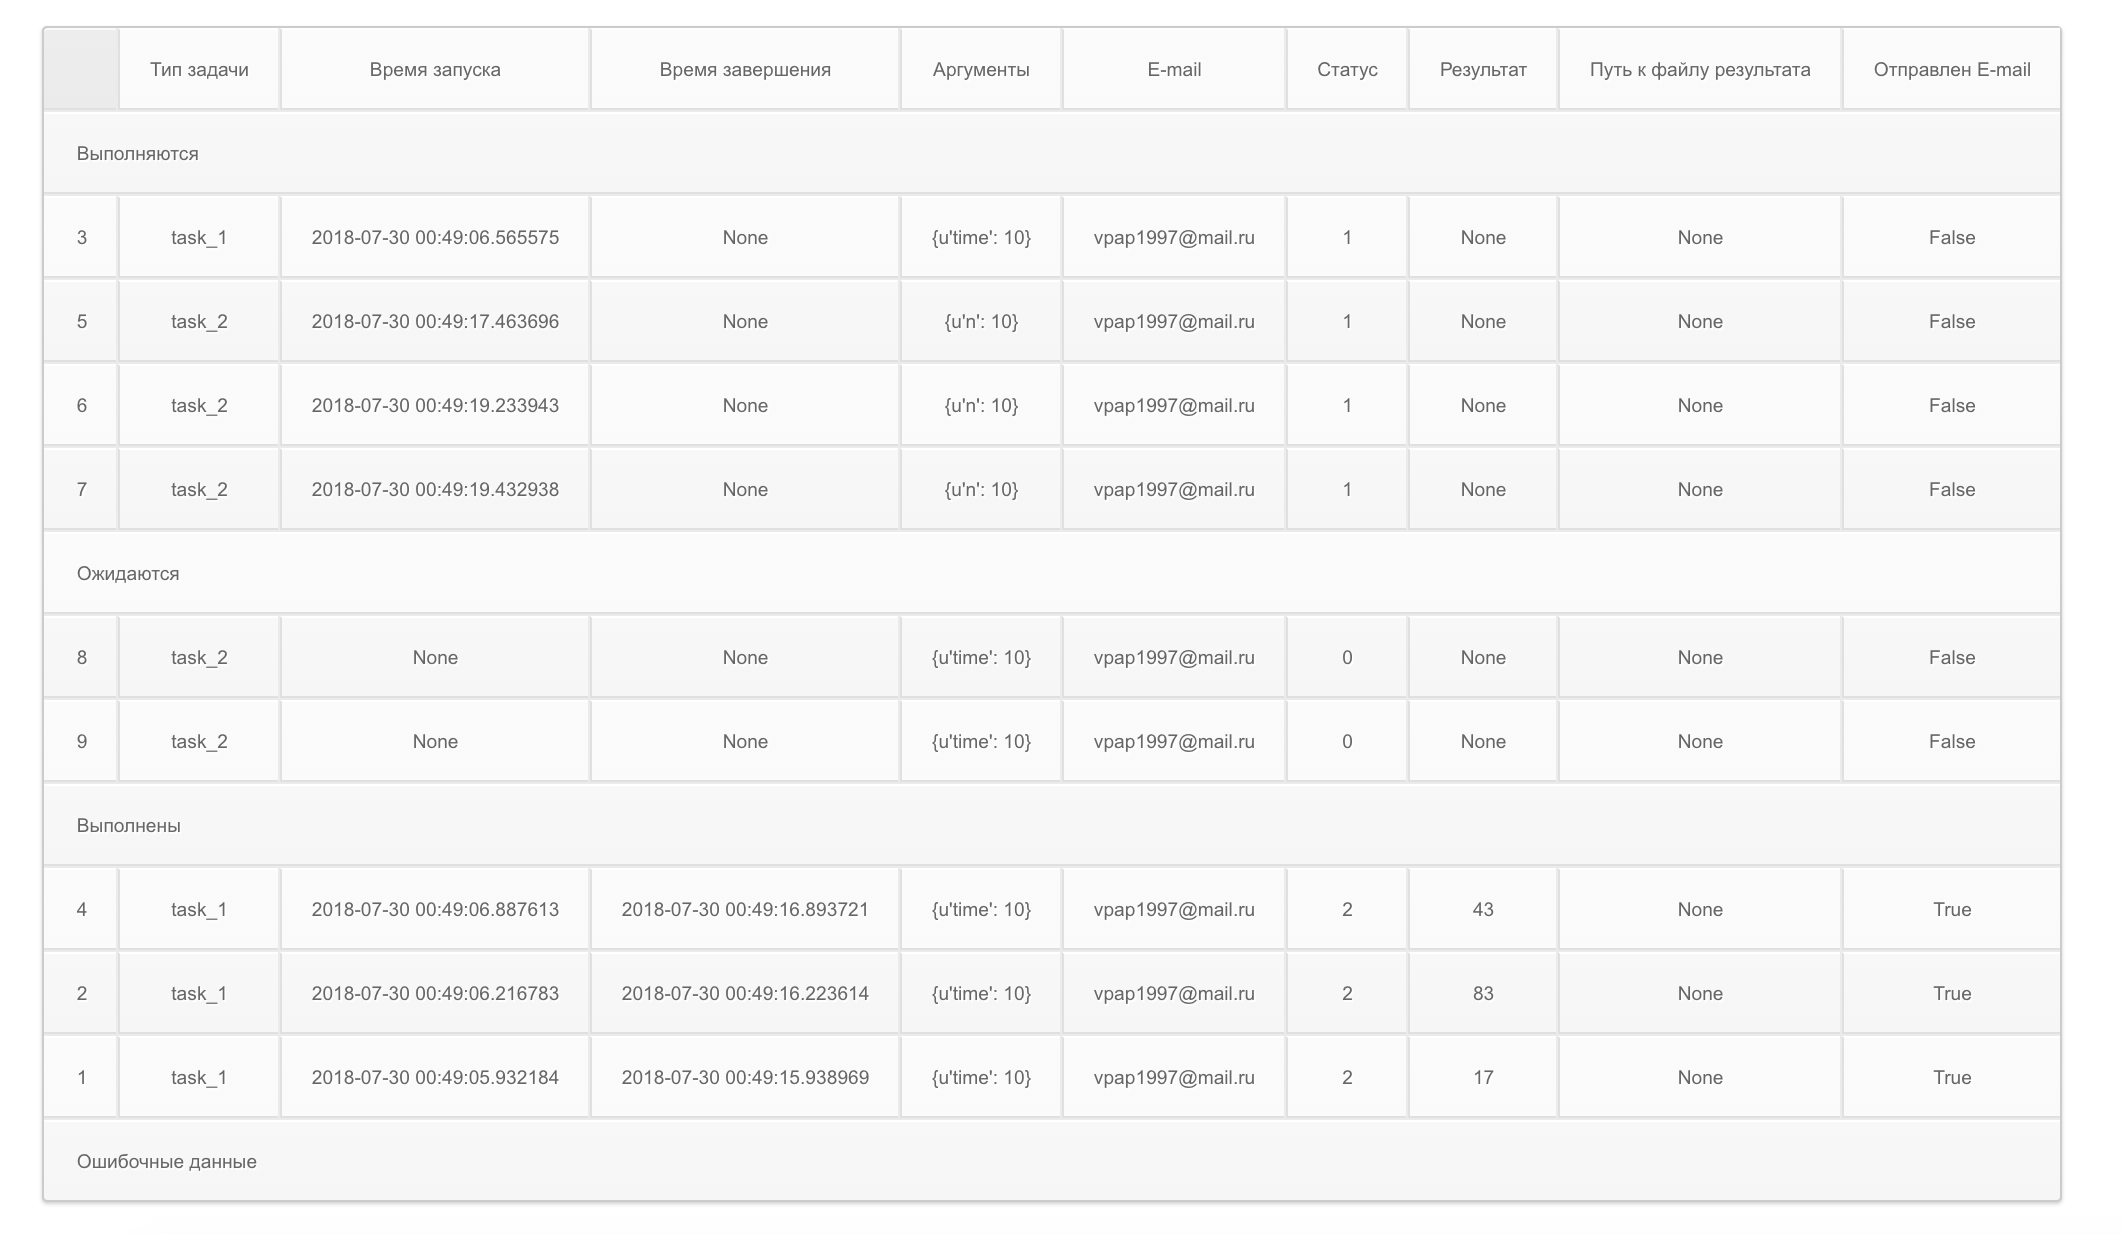 Тип задачи Время запуска Время завершения Аргументы E-mail Статус Результат Путь к файлу результата Отправлен E-mail
Выполняются
3 task_1 2018-07-30 00:49:06.565575 None {u'time': 10} vpap1997@mail.ru 1 None None False
5 task_2 2018-07-30 00:49:17.463696 None {u'n': 10} vpap1997@mail.ru 1 None None False
6 task_2 2018-07-30 00:49:19.233943 None {u'n': 10} vpap1997@mail.ru 1 None None False
7 task_2 2018-07-30 00:49:19.432938 None {u'n': 10} vpap1997@mail.ru 1 None None False
Ожидаются
8 task_2 None None {u'time': 10} vpap1997@mail.ru 0 None None False
9 task_2 None None {u'time': 10} vpap1997@mail.ru 0 None None False
Выполнены
4 task_1 2018-07-30 00:49:06.887613 2018-07-30 00:49:16.893721 {u'time': 10} vpap1997@mail.ru 2 43 None True
2 task_1 2018-07-30 00:49:06.216783 2018-07-30 00:49:16.223614 {u'time': 10} vpap1997@mail.ru 2 83 None True
1 task_1 2018-07-30 00:49:05.932184 2018-07-30 00:49:15.938969 {u'time': 10} vpap1997@mail.ru 2 17 None True
Ошибочные данные